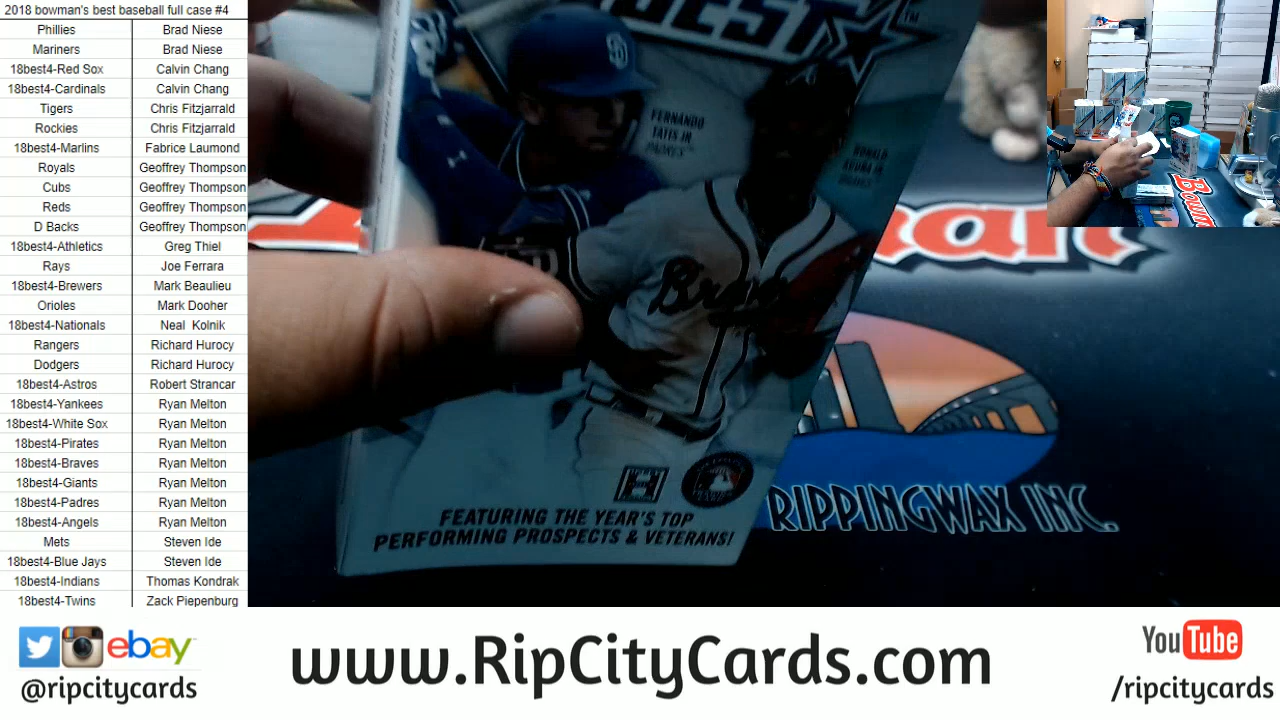 2018 bowman's best baseball full case #4
Phillies Brad Niese
Mariners Brad Niese
18best4-Red Sox Calvin Chang
18best4-Cardinals Calvin Chang
Tigers Chris Fitzjarrald
Rockies Chris Fitzjarrald
18best4-Marlins Fabrice Laumond
Royals Geoffrey Thompson
Cubs Geoffrey Thompson
Reds Geoffrey Thompson
D Backs Geoffrey Thompson
18best4-Athletics Greg Thiel
Rays Joe Ferrara
18best4-Brewers Mark Beaulieu
Orioles Mark Dooher
18best4-Nationals Neal Kolnik
Rangers Richard Hurocy
Dodgers Richard Hurocy
18best4-Astros Robert Strancar
18best4-Yankees Ryan Melton
18best4-White Sox Ryan Melton
18best4-Pirates Ryan Melton
18best4-Braves Ryan Melton
18best4-Giants Ryan Melton
18best4-Padres Ryan Melton
18best4-Angels Ryan Melton
Mets Steven Ide
18best4-Blue Jays Steven Ide
18best4-Indians Thomas Kondrak
18best4-Twins Zack Piepenburg
BEST
TM
FERNANDO
TATIS JR.
PADRES
RONALD
ACUÑA JR.
BRAVES
Braves
FEATURING THE YEAR'S TOP
PERFORMING PROSPECTS & VETERANS!
RIPPINGWAX INC.
ebay
@ripcitycards
www.RipCityCards.com
YouTube
/ripcitycards